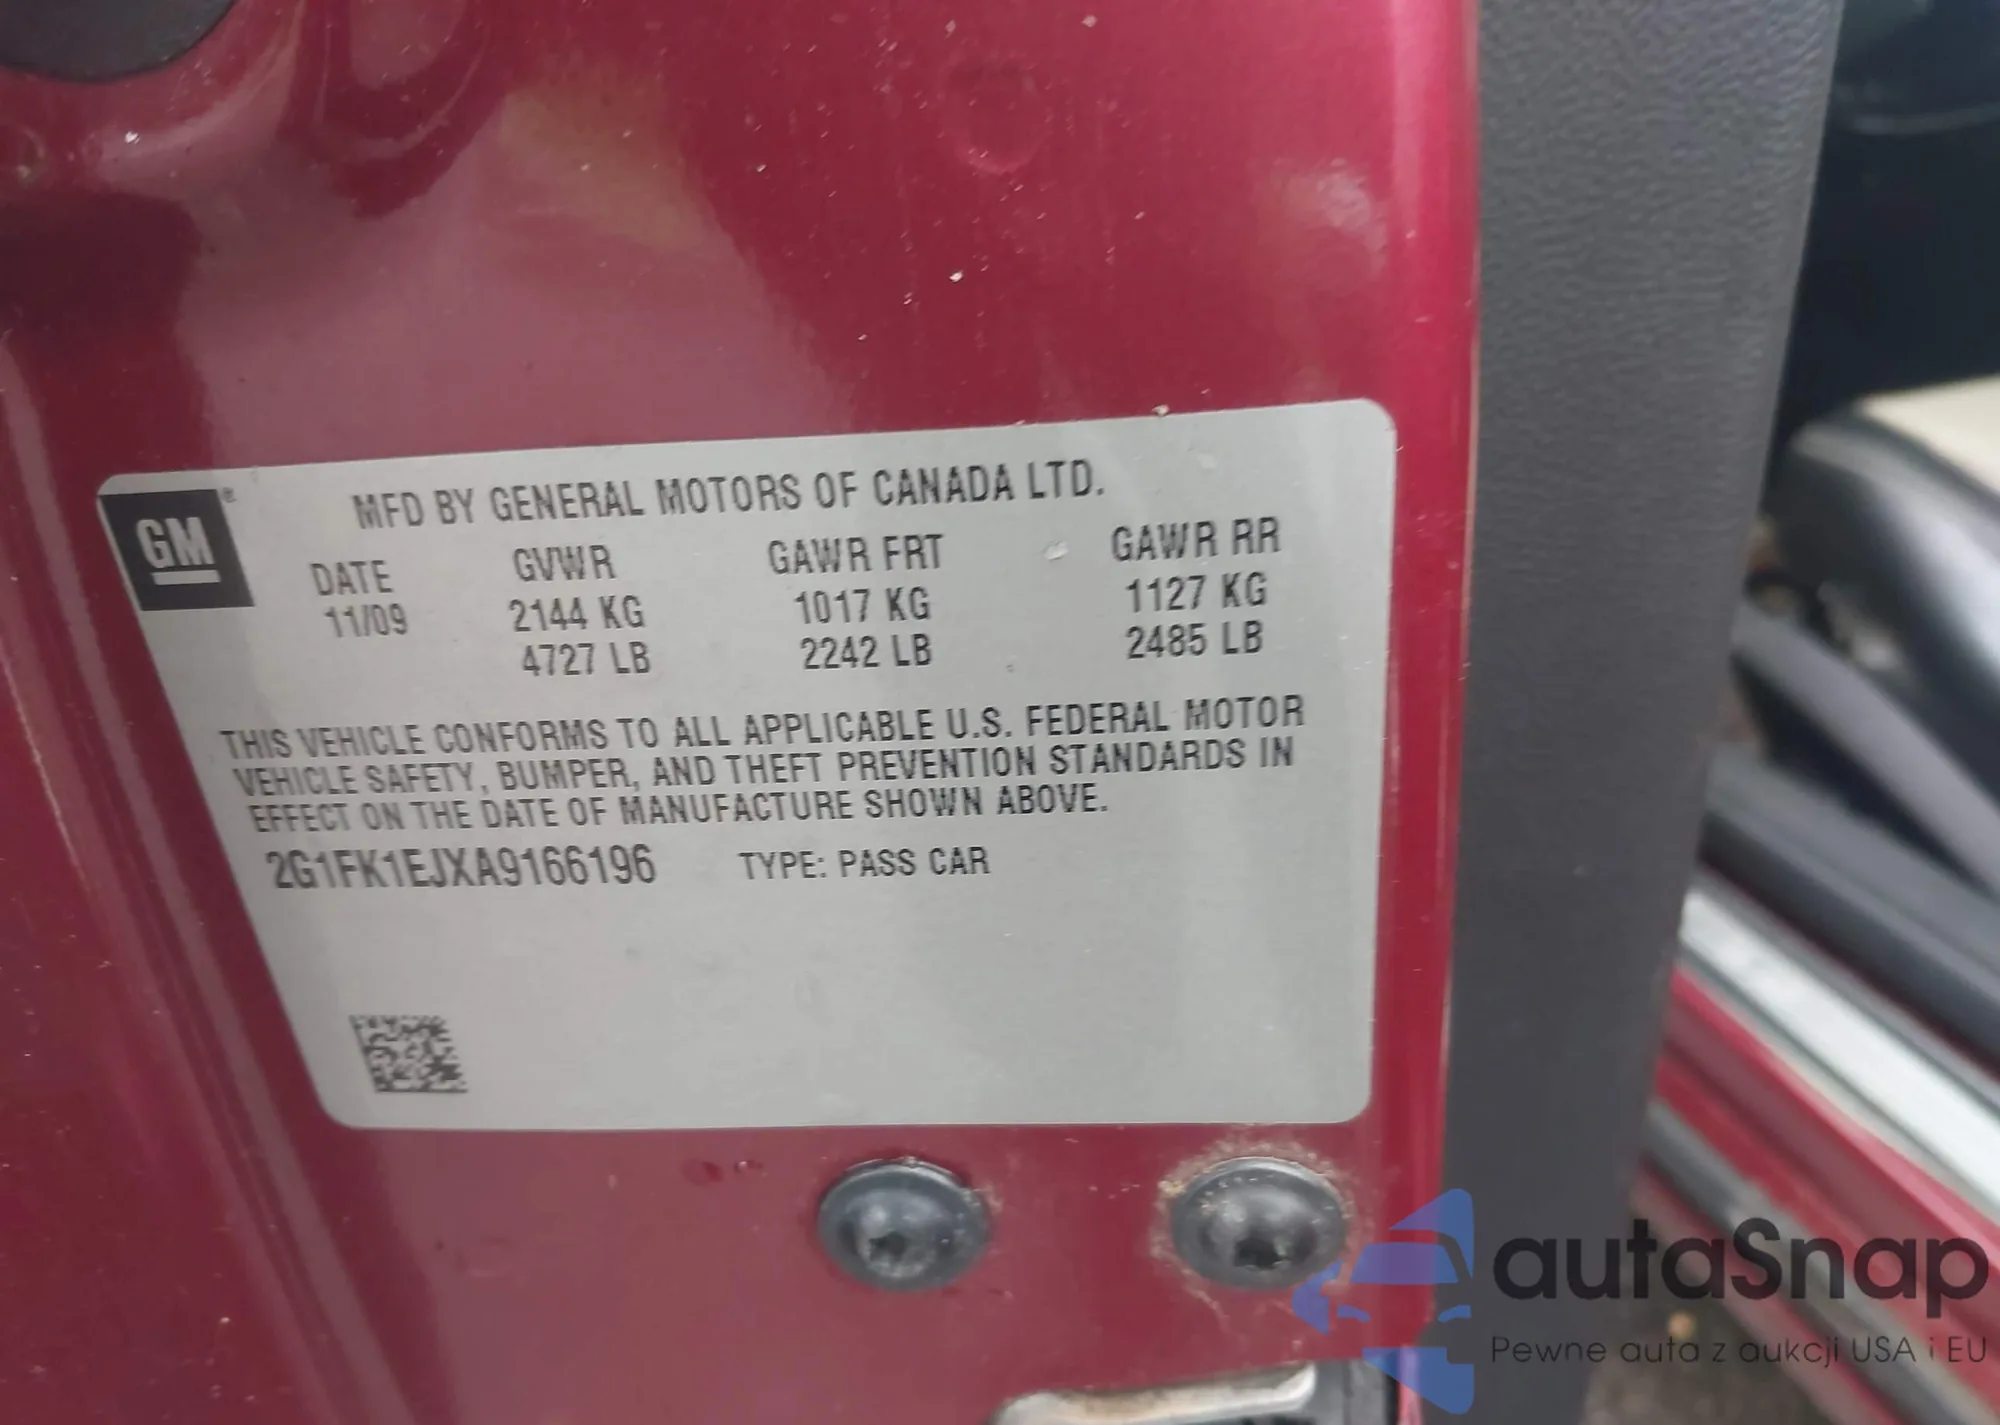 GM ®
MFD BY GENERAL MOTORS OF CANADA LTD.
DATE GVWR GAWR FRT GAWR RR
11/09 2144 KG 1017 KG 1127 KG
4727 LB 2242 LB 2485 LB
THIS VEHICLE CONFORMS TO ALL APPLICABLE U.S. FEDERAL MOTOR
VEHICLE SAFETY, BUMPER, AND THEFT PREVENTION STANDARDS IN
EFFECT ON THE DATE OF MANUFACTURE SHOWN ABOVE.
2G1FK1EJXA9166196 TYPE: PASS CAR
autaSnap
Pewne auta z aukcji USA i EU